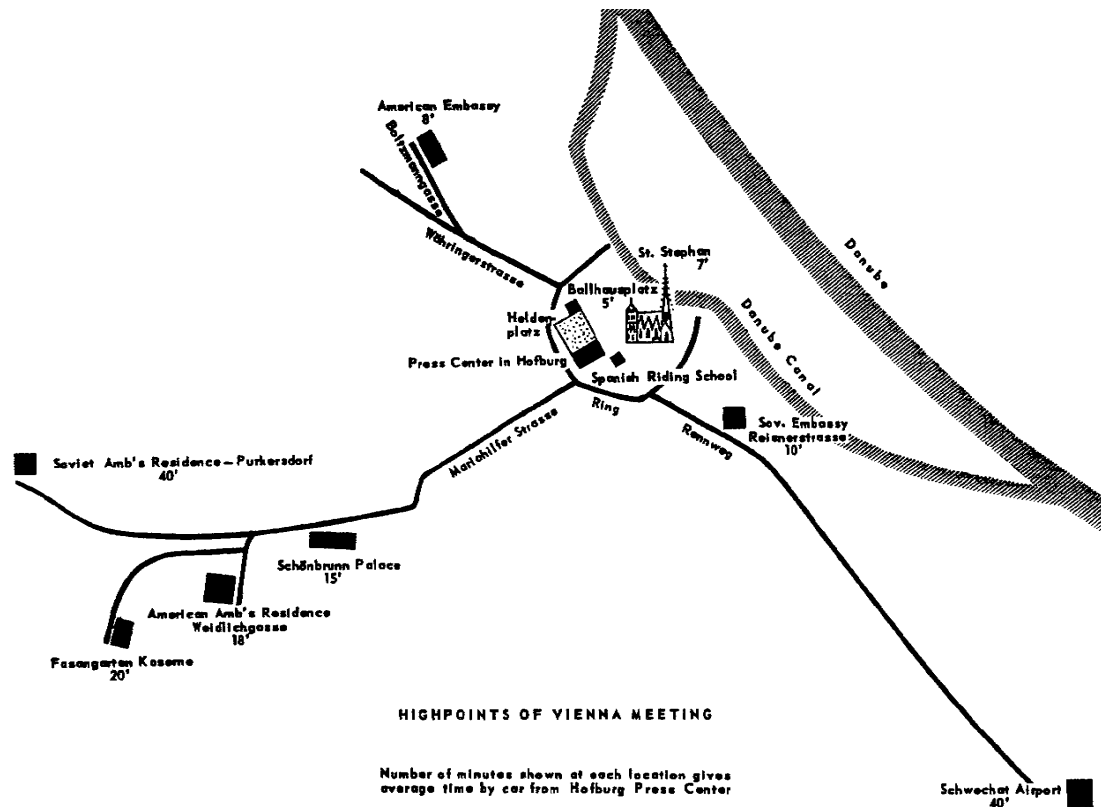 American Embassy
8'
Boltzmanngasse
Währingerstrasse
St. Stephan
7'
Ballhausplatz
5'
Helden-
platz
Press Center in Hofburg
Spanish Riding School
Ring
Danube
Danube Canal
Mariahilfer Strasse
Rennweg
Sov. Embassy
Reisnerstrasse
10'
Soviet Amb's Residence—Purkersdorf
40'
Schönbrunn Palace
15'
American Amb's Residence
Weidlichgasse
18'
Fasangarten Kaserne
20'
HIGHPOINTS OF VIENNA MEETING
Number of minutes shown at each location gives
average time by car from Hofburg Press Center
Schwechat Airport
40'